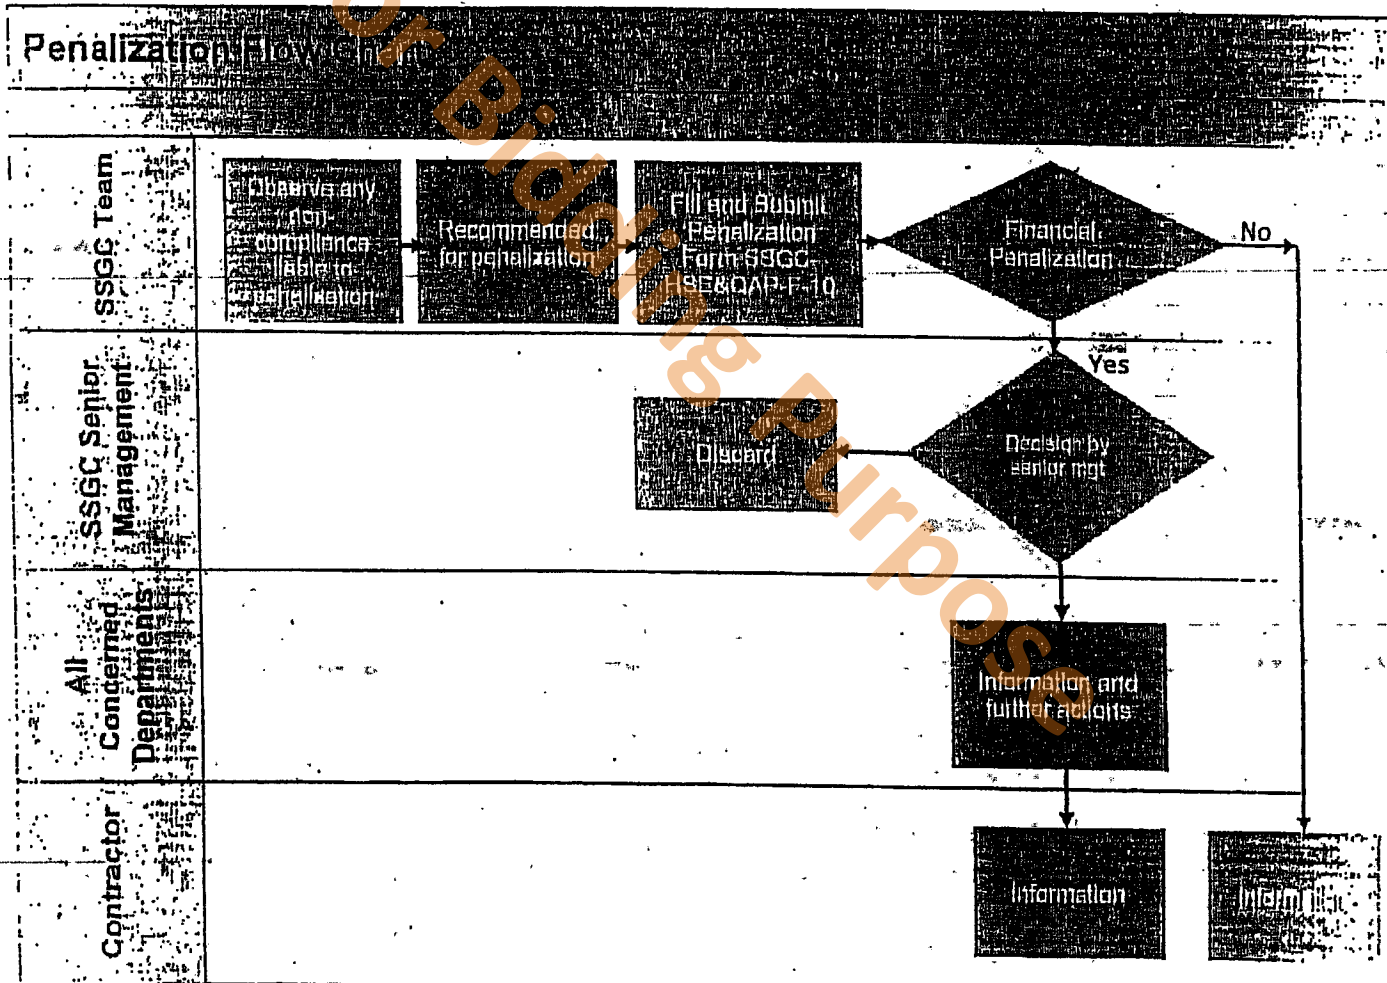 Penalization Flow Chart
SSGC Team
Observe any
non-
compliance
liable to
penalization
Recommended
for penalization
Fill and Submit
Penalization
Form-SSGC-
HSE&QAP-F-10
Financial
Penalization
No
Yes
SSGC Senior
Management
Discard
Decision by
senior mgt
All
Condemed
Departments
Information and
further actions
Contractor
Information
or Bidding Purpose